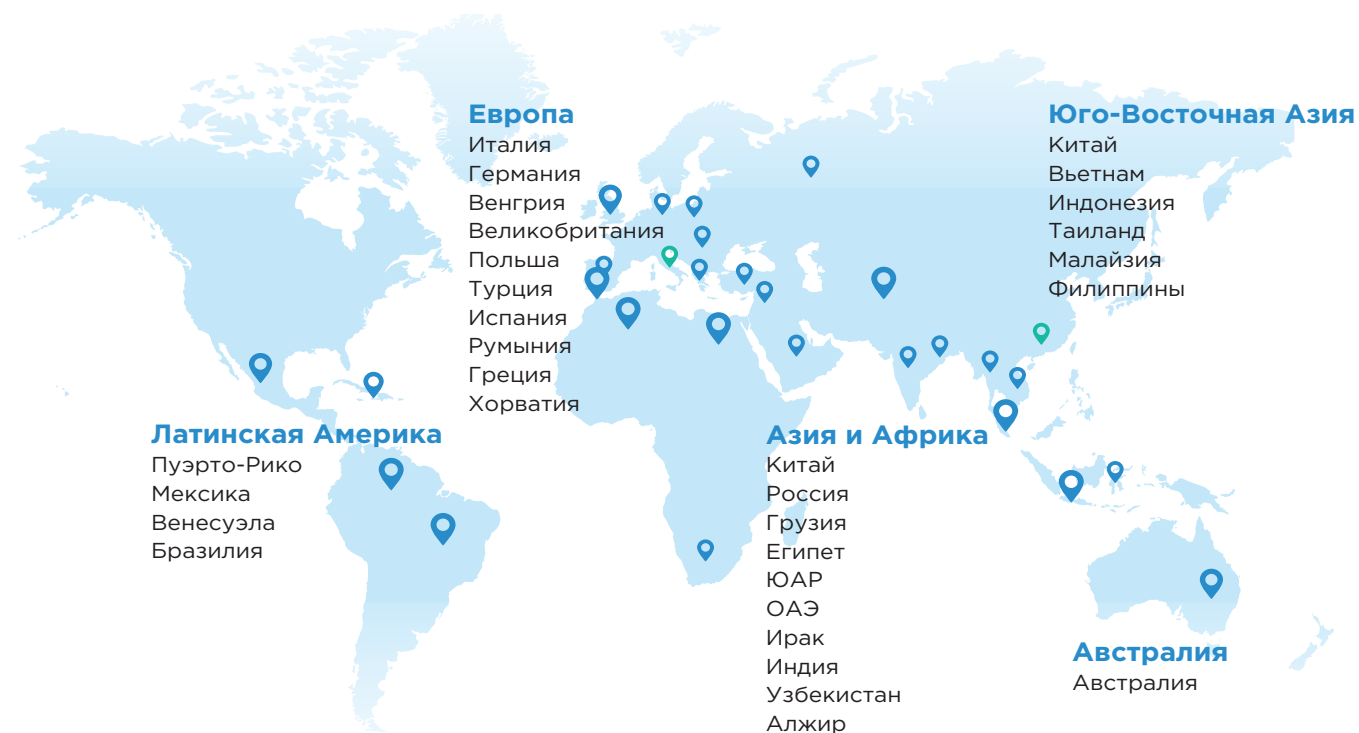 Европа
Италия
Германия
Венгрия
Великобритания
Польша
Турция
Испания
Румыния
Греция
Хорватия
Юго-Восточная Азия
Китай
Вьетнам
Индонезия
Таиланд
Малайзия
Филиппины
Латинская Америка
Пуэрто-Рико
Мексика
Венесуэла
Бразилия
Азия и Африка
Китай
Россия
Грузия
Египет
ЮАР
ОАЭ
Ирак
Индия
Узбекистан
Алжир
Австралия
Австралия